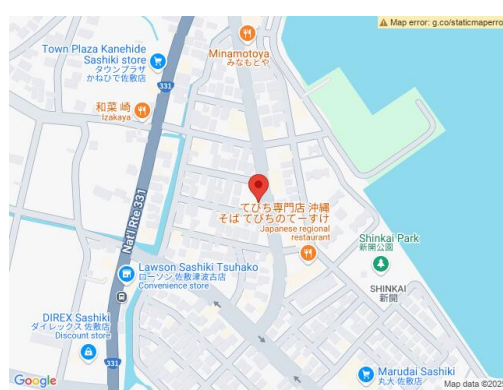 Map error: g.co/staticmaperro
Town Plaza Kanehide
Sashiki store
タウンプラザ
かねひで佐敷店
Minamotoya
みなもとや
331
和菜 崎
Izakaya
Nat'l Rte 331
331
てびち専門店 沖縄
そば てびちのてーすけ
Japanese regional
restaurant
Shinkai Park
新開公園
Lawson Sashiki Tsuhako
ローソン 佐敷津波古店
Convenience store
SHINKAI
新開
DIREX Sashiki
ダイレックス 佐敷店
Discount store
331
Marudai Sashiki
丸大 佐敷店
Google
Map data ©202